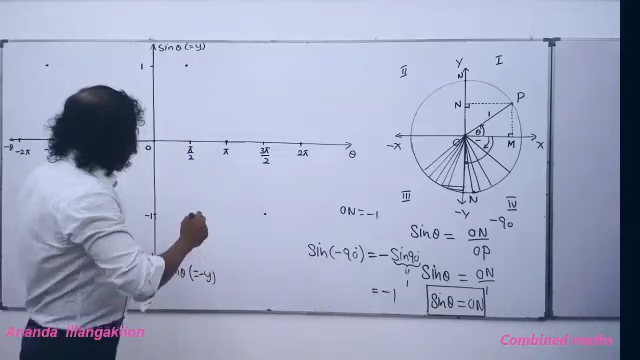 sinθ(=y)
1
-θ -2π
0
π/2 π 3π/2 2π θ
-1
θ(=-y)
II I
Y
N N
P
1
θ
O
-X M X
III N IV
-Y
-90
ON=-1
Sinθ = ON/OP
Sin(-90) = -Sin90
1
= -1
Sinθ = ON/1
Sinθ = ON
Ananda Illangakoon
Combined maths